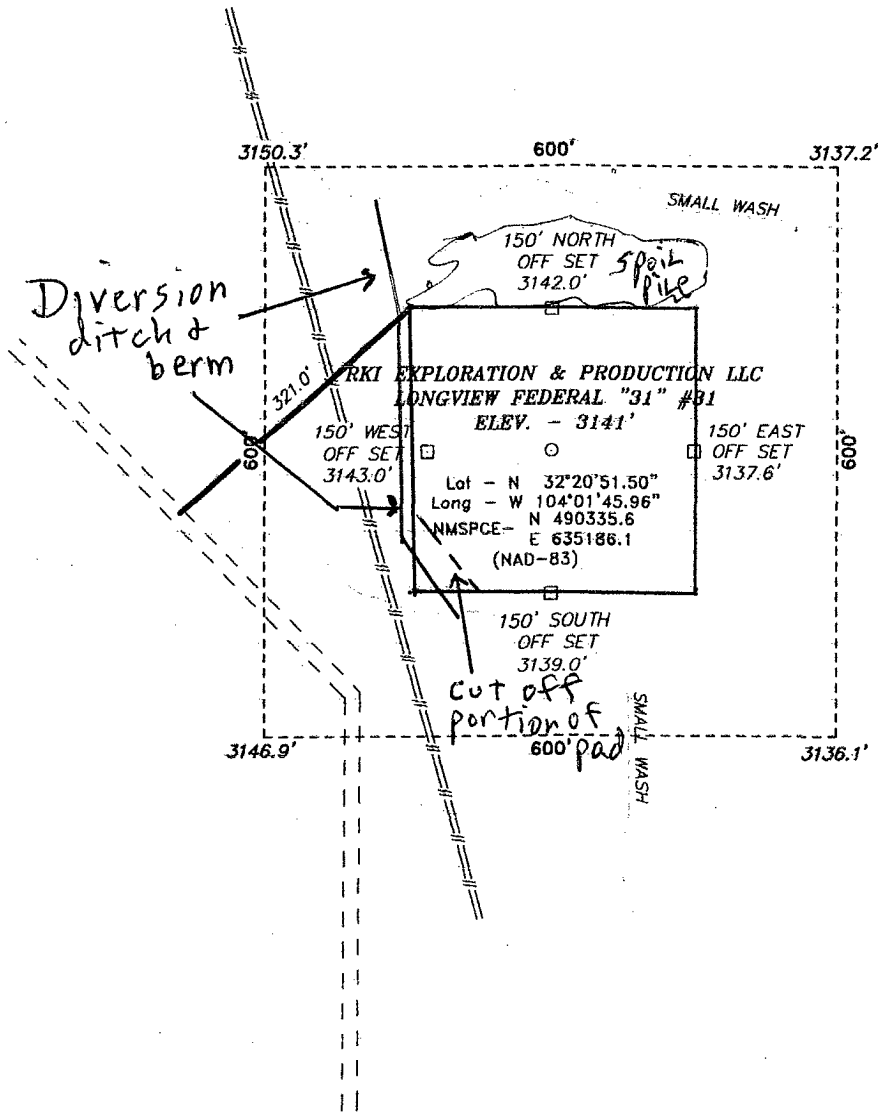 3150.3'
600'
3137.2'
SMALL WASH
150' NORTH
OFF SET
3142.0'
Spoil
Pile
Diversion
ditch &
berm
321.0'
RKI EXPLORATION & PRODUCTION LLC
LONGVIEW FEDERAL "31" #31
ELEV. - 3141'
600'
150' WEST
OFF SET
3143.0'
150' EAST
OFF SET
3137.6'
600'
Lat - N 32°20'51.50"
Long - W 104°01'45.96"
NMSPCE- N 490335.6
E 635186.1
(NAD-83)
150' SOUTH
OFF SET
3139.0'
cut off
portion of
pad
SMALL WASH
3146.9'
600'
3136.1'